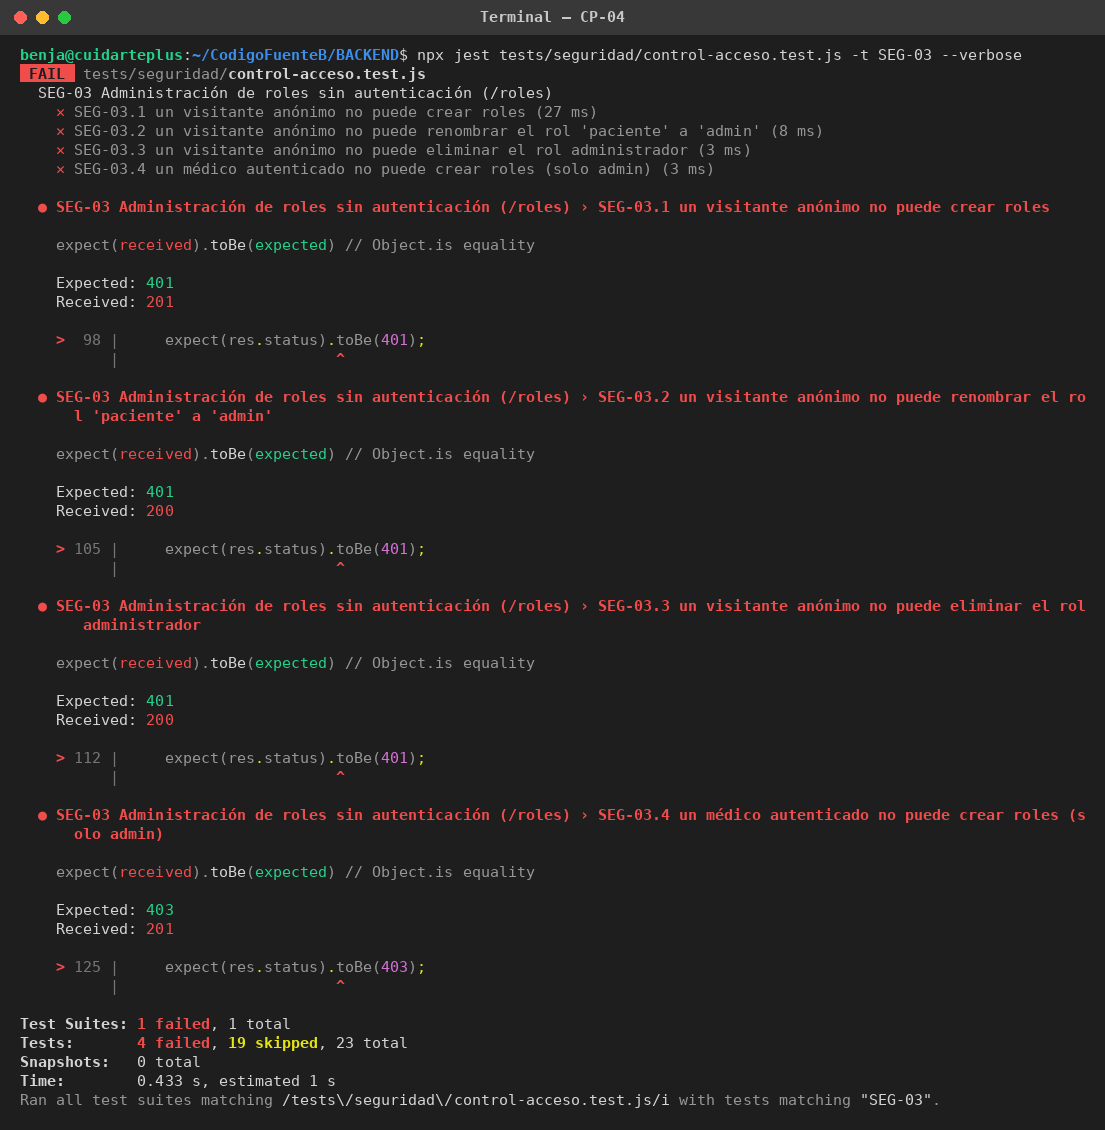 Terminal — CP-04
benja@cuidarteplus:~/CodigoFuenteB/BACKEND$ npx jest tests/seguridad/control-acceso.test.js -t SEG-03 --verbose
FAIL tests/seguridad/control-acceso.test.js
SEG-03 Administración de roles sin autenticación (/roles)
× SEG-03.1 un visitante anónimo no puede crear roles (27 ms)
× SEG-03.2 un visitante anónimo no puede renombrar el rol 'paciente' a 'admin' (8 ms)
× SEG-03.3 un visitante anónimo no puede eliminar el rol administrador (3 ms)
× SEG-03.4 un médico autenticado no puede crear roles (solo admin) (3 ms)
● SEG-03 Administración de roles sin autenticación (/roles) › SEG-03.1 un visitante anónimo no puede crear roles
expect(received).toBe(expected) // Object.is equality
Expected: 401
Received: 201
>  98 |     expect(res.status).toBe(401);
|                        ^
● SEG-03 Administración de roles sin autenticación (/roles) › SEG-03.2 un visitante anónimo no puede renombrar el ro
l 'paciente' a 'admin'
expect(received).toBe(expected) // Object.is equality
Expected: 401
Received: 200
> 105 |     expect(res.status).toBe(401);
|                        ^
● SEG-03 Administración de roles sin autenticación (/roles) › SEG-03.3 un visitante anónimo no puede eliminar el rol
administrador
expect(received).toBe(expected) // Object.is equality
Expected: 401
Received: 200
> 112 |     expect(res.status).toBe(401);
|                        ^
● SEG-03 Administración de roles sin autenticación (/roles) › SEG-03.4 un médico autenticado no puede crear roles (s
olo admin)
expect(received).toBe(expected) // Object.is equality
Expected: 403
Received: 201
> 125 |     expect(res.status).toBe(403);
|                        ^
Test Suites: 1 failed, 1 total
Tests:       4 failed, 19 skipped, 23 total
Snapshots:   0 total
Time:        0.433 s, estimated 1 s
Ran all test suites matching /tests\/seguridad\/control-acceso.test.js/i with tests matching "SEG-03".